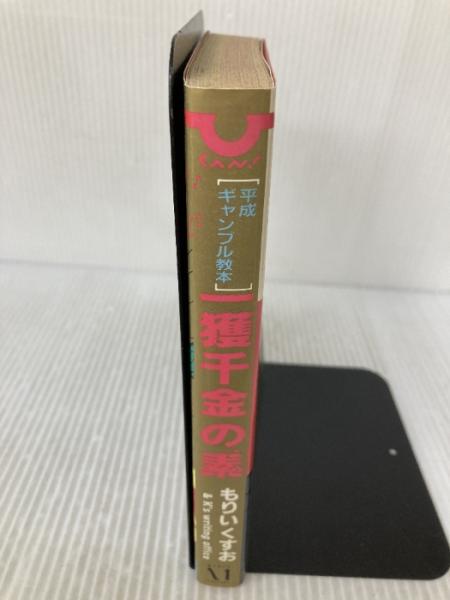 [平成
ギャンブル教本]
一獲千金の素
もりいくすお
& K's writing office